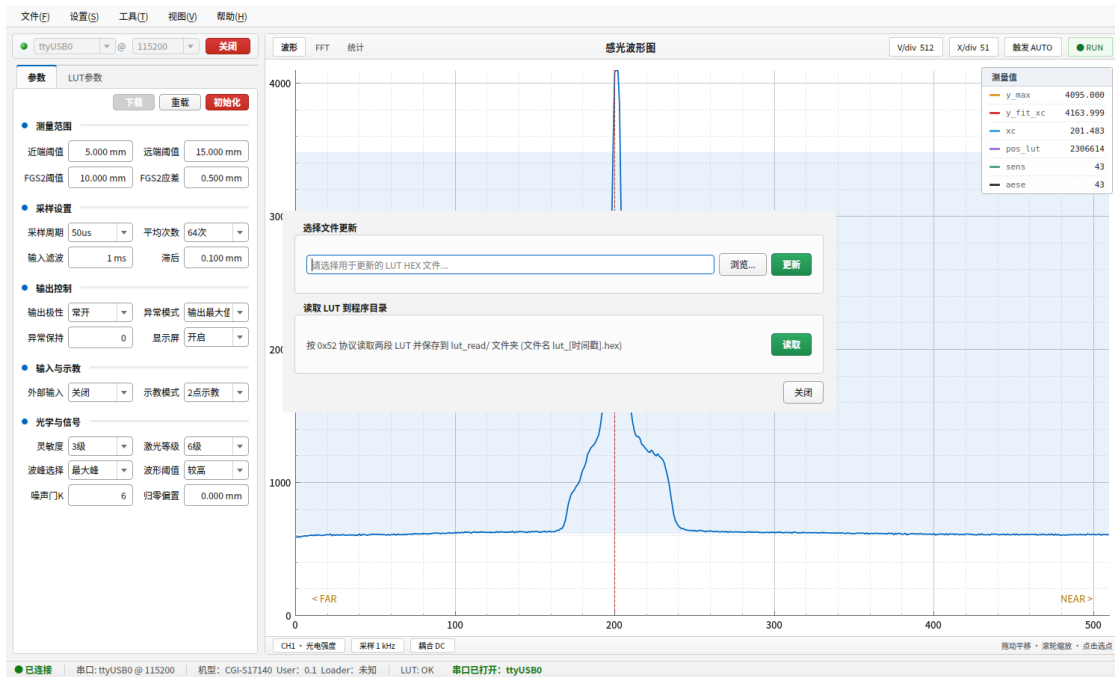 文件(F) 设置(S) 工具(T) 视图(V) 帮助(H)
ttyUSB0 @ 115200 关闭
波形 FFT 统计 感光波形图 V/div 512 X/div 51 触发 AUTO RUN
参数 LUT参数
下载 重载 初始化
测量范围
近端阈值 5.000 mm 远端阈值 15.000 mm
FGS2阈值 10.000 mm FGS2应差 0.500 mm
采样设置
采样周期 50us 平均次数 64次
输入滤波 1 ms 滞后 0.100 mm
输出控制
输出极性 常开 异常模式 输出最大值
异常保持 0 显示屏 开启
输入与示教
外部输入 关闭 示教模式 2点示教
光学与信号
灵敏度 3级 激光等级 6级
波峰选择 最大峰 波形阈值 较高
噪声门K 6 归零偏置 0.000 mm
测量值
y_max 4095.000
y_fit_xc 4163.999
xc 201.483
pos_lut 2306614
sens 43
aese 43
4000
300
选择文件更新
请选择用于更新的 LUT HEX 文件... 浏览... 更新
读取 LUT 到程序目录
200
按 0x52 协议读取两段 LUT 并保存到 lut_read/ 文件夹 (文件名 lut_[时间戳].hex) 读取
关闭
1000
< FAR NEAR >
0
0 100 200 300 400 500
CH1 · 光电强度 采样 1 kHz 耦合 DC 拖动平移 · 滚轮缩放 · 点击选点
已连接 串口: ttyUSB0 @ 115200 机型: CGI-S17140 User: 0.1 Loader: 未知 LUT: OK 串口已打开: ttyUSB0